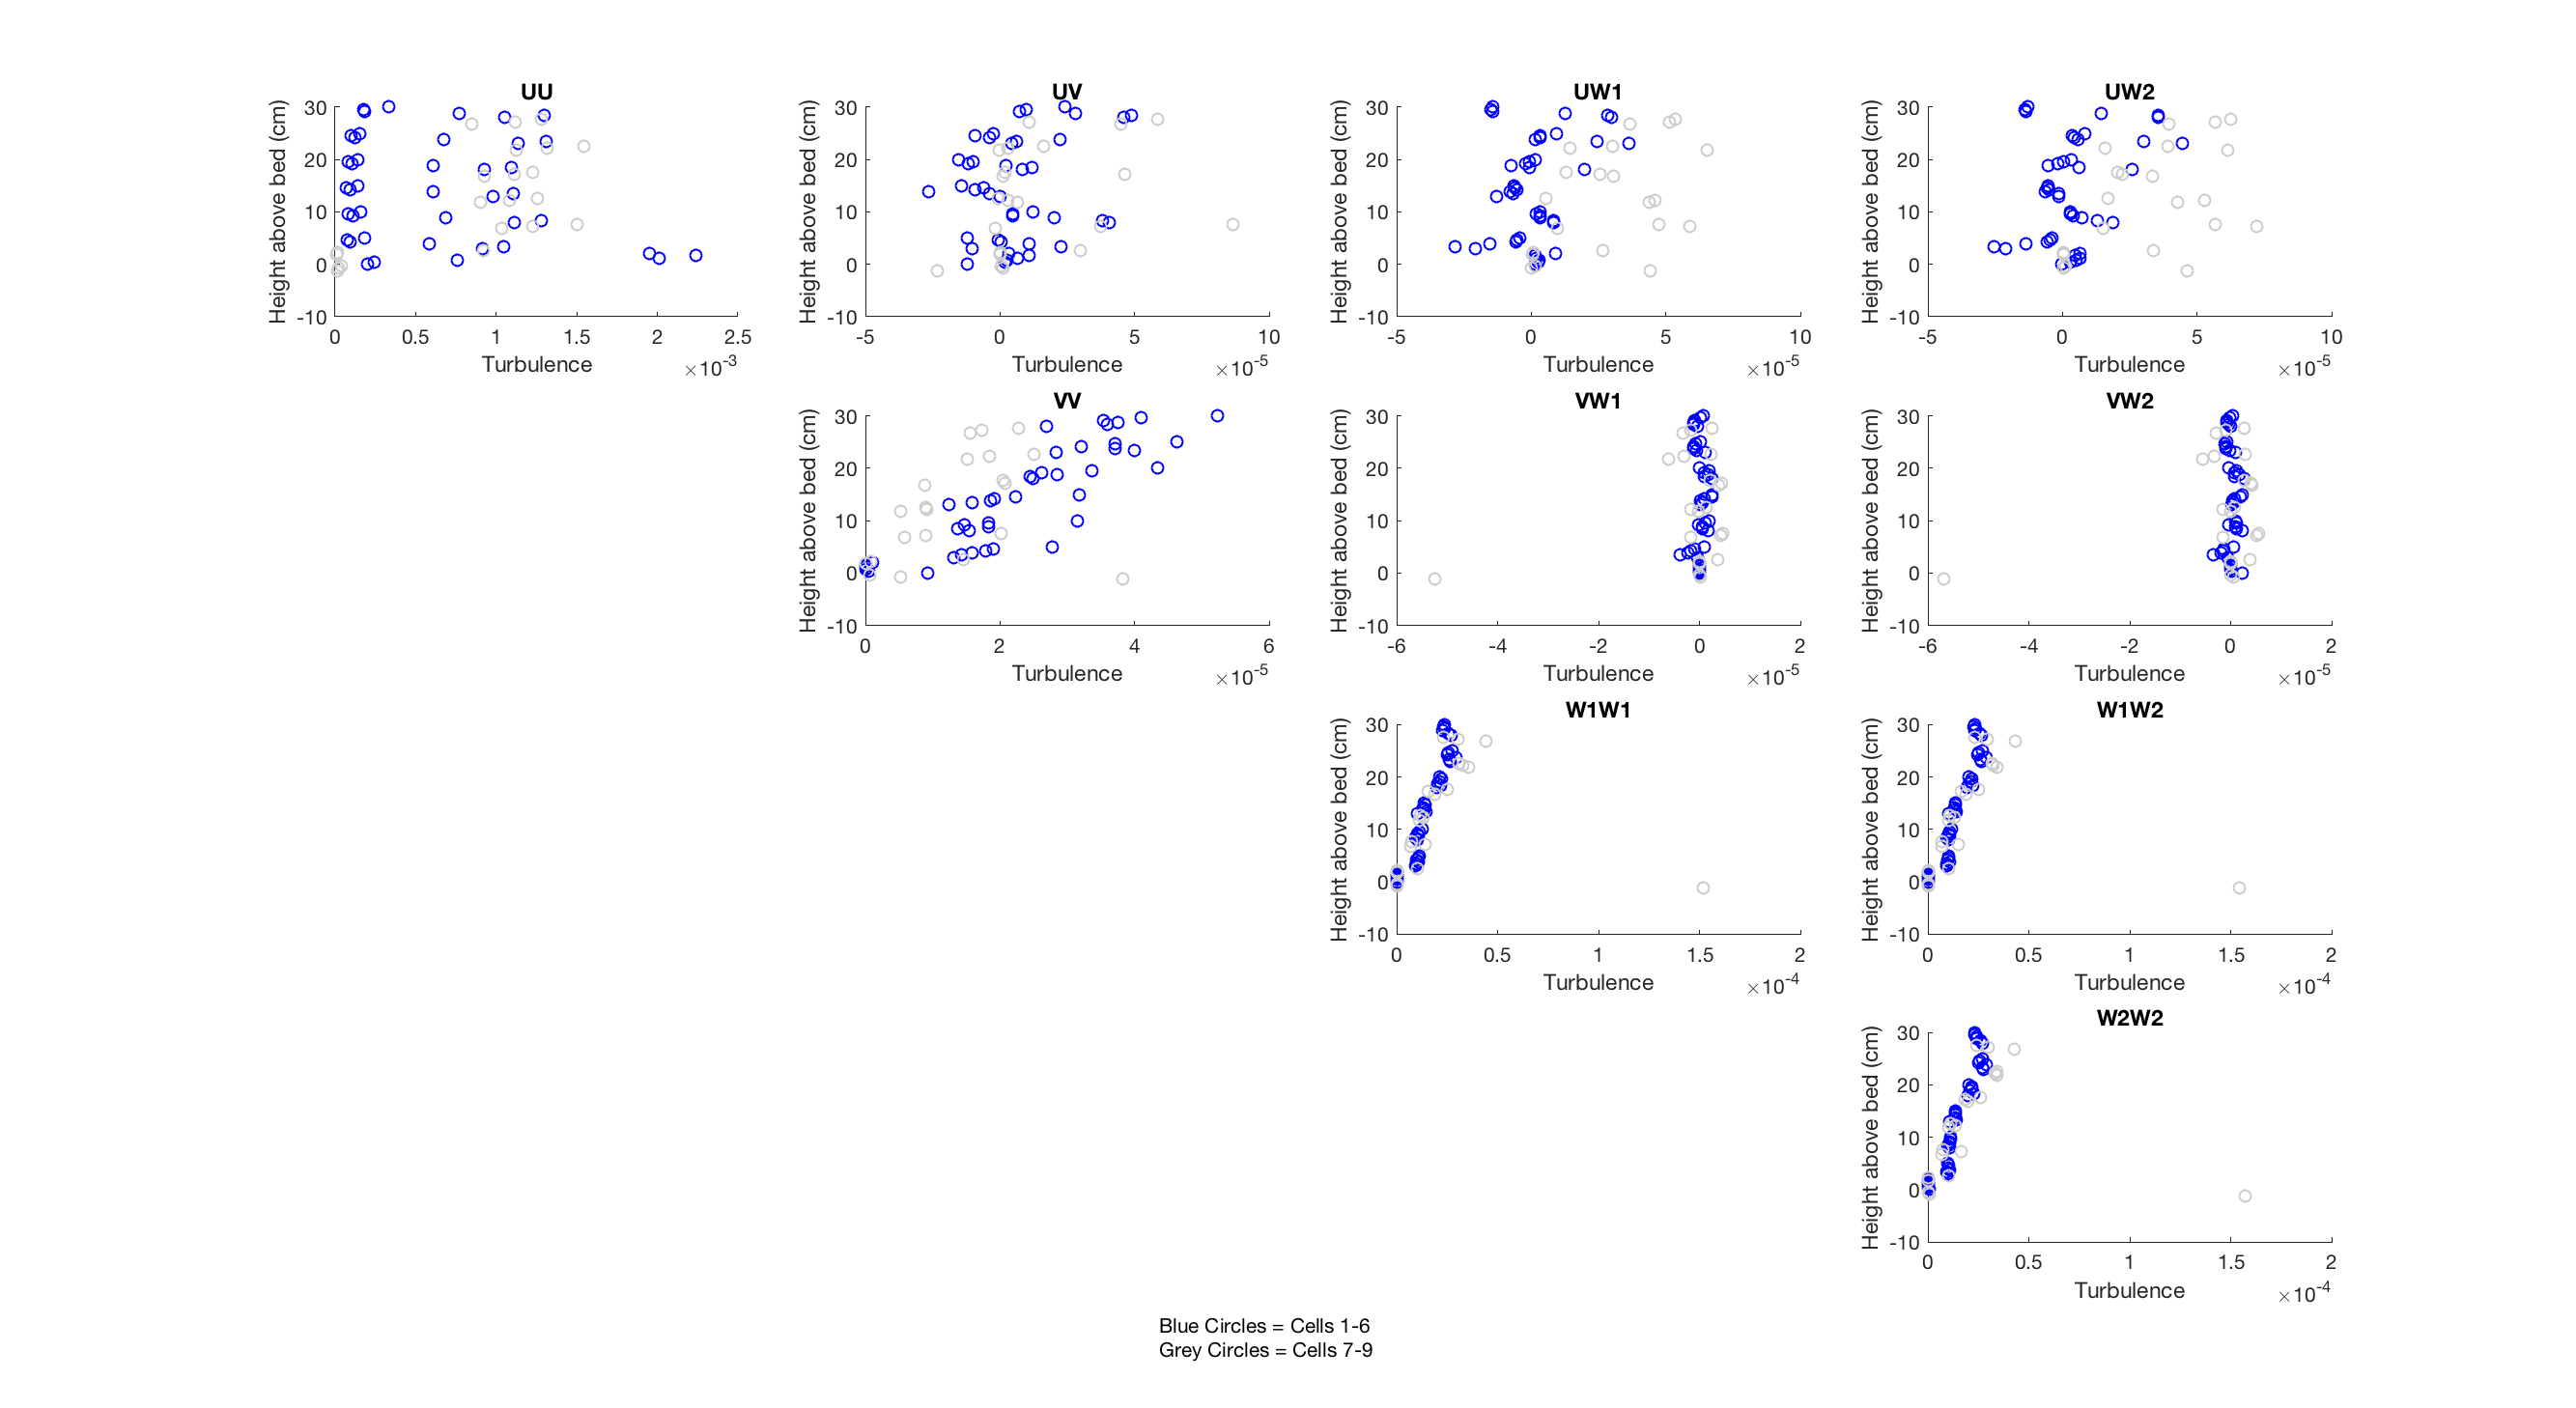 UU
Height above bed (cm)
30
20
10
0
-10
0 0.5 1 1.5 2 2.5
Turbulence
×10⁻³
UV
Height above bed (cm)
30
20
10
0
-10
-5 0 5 10
Turbulence
×10⁻⁵
UW1
Height above bed (cm)
30
20
10
0
-10
-5 0 5 10
Turbulence
×10⁻⁵
UW2
Height above bed (cm)
30
20
10
0
-10
-5 0 5 10
Turbulence
×10⁻⁵
VV
Height above bed (cm)
30
20
10
0
-10
0 2 4 6
Turbulence
×10⁻⁵
VW1
Height above bed (cm)
30
20
10
0
-10
-6 -4 -2 0 2
Turbulence
×10⁻⁵
VW2
Height above bed (cm)
30
20
10
0
-10
-6 -4 -2 0 2
Turbulence
×10⁻⁵
W1W1
Height above bed (cm)
30
20
10
0
-10
0 0.5 1 1.5 2
Turbulence
×10⁻⁴
W1W2
Height above bed (cm)
30
20
10
0
-10
0 0.5 1 1.5 2
Turbulence
×10⁻⁴
W2W2
Height above bed (cm)
30
20
10
0
-10
0 0.5 1 1.5 2
Turbulence
×10⁻⁴
Blue Circles = Cells 1-6
Grey Circles = Cells 7-9